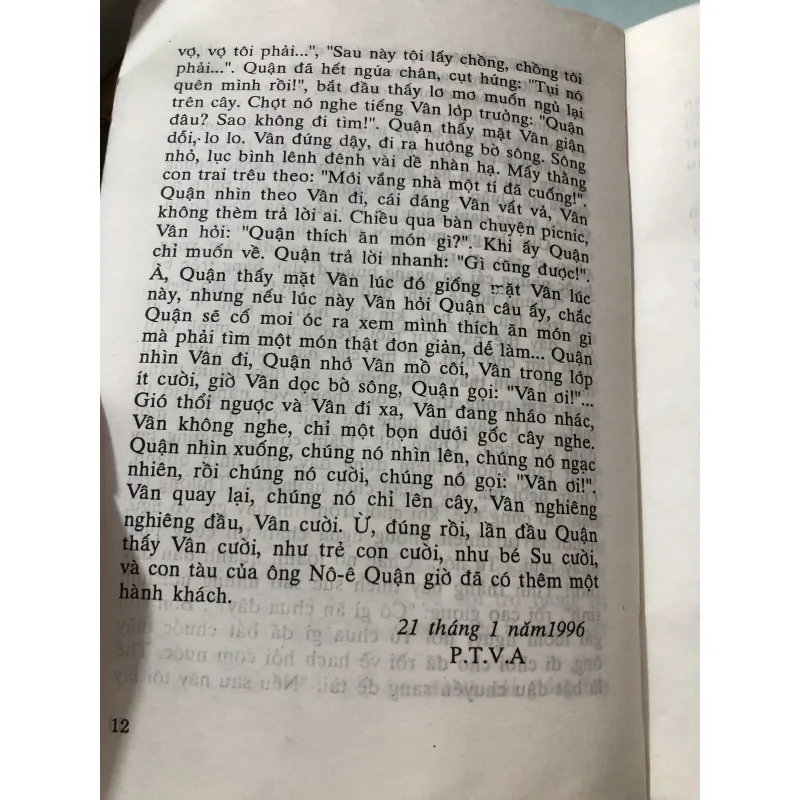 vợ, vợ tôi phải...", "Sau này tôi lấy chồng, chồng tôi
phải...". Quận đã hết ngứa chân, cụt hứng: "Tụi nó
quên mình rồi!", bắt đầu thấy lơ mơ muốn ngủ lại
trên cây. Chợt nó nghe tiếng Vân lớp trưởng: "Quận
đâu? Sao không đi tìm!". Quận thấy mặt Vân giận
dỗi, lo lo. Vân đứng dậy, đi ra hướng bờ sông. Sông
nhỏ, lục bình lênh đênh vài dề nhàn hạ. Mấy thằng
con trai trêu theo: "Mới vắng nhà một tí đã cuống!".
Quận nhìn theo Vân đi, cái dáng Vân vất vả, Vân
không thèm trả lời ai. Chiều qua bàn chuyện picnic,
Vân hỏi: "Quận thích ăn món gì?". Khi ấy Quận
chỉ muốn về. Quận trả lời nhanh: "Gì cũng được!".
À, Quận thấy mặt Vân lúc đó giống mặt Vân lúc
này, nhưng nếu lúc này Vân hỏi Quận câu ấy, chắc
Quận sẽ cố moi óc ra xem mình thích ăn món gì
mà phải tìm một món thật đơn giản, dễ làm... Quận
nhìn Vân đi, Quận nhớ Vân mồ côi, Vân trong lớp
ít cười, giờ Vân dọc bờ sông, Quận gọi: "Vân ơi!"...
Gió thổi ngược và Vân đi xa, Vân đang nháo nhác,
Vân không nghe, chỉ một bọn dưới gốc cây nghe.
Quận nhìn xuống, chúng nó nhìn lên, chúng nó ngạc
nhiên, rồi chúng nó cười, chúng nó gọi: "Vân ơi!".
Vân quay lại, chúng nó chỉ lên cây, Vân nghiêng
nghiêng đầu, Vân cười. Ừ, đúng rồi, lần đầu Quận
thấy Vân cười, như trẻ con cười, như bé Su cười,
và con tàu của ông Nô-ê Quận giờ đã có thêm một
hành khách.
21 tháng 1 năm1996
P.T.V.A
12